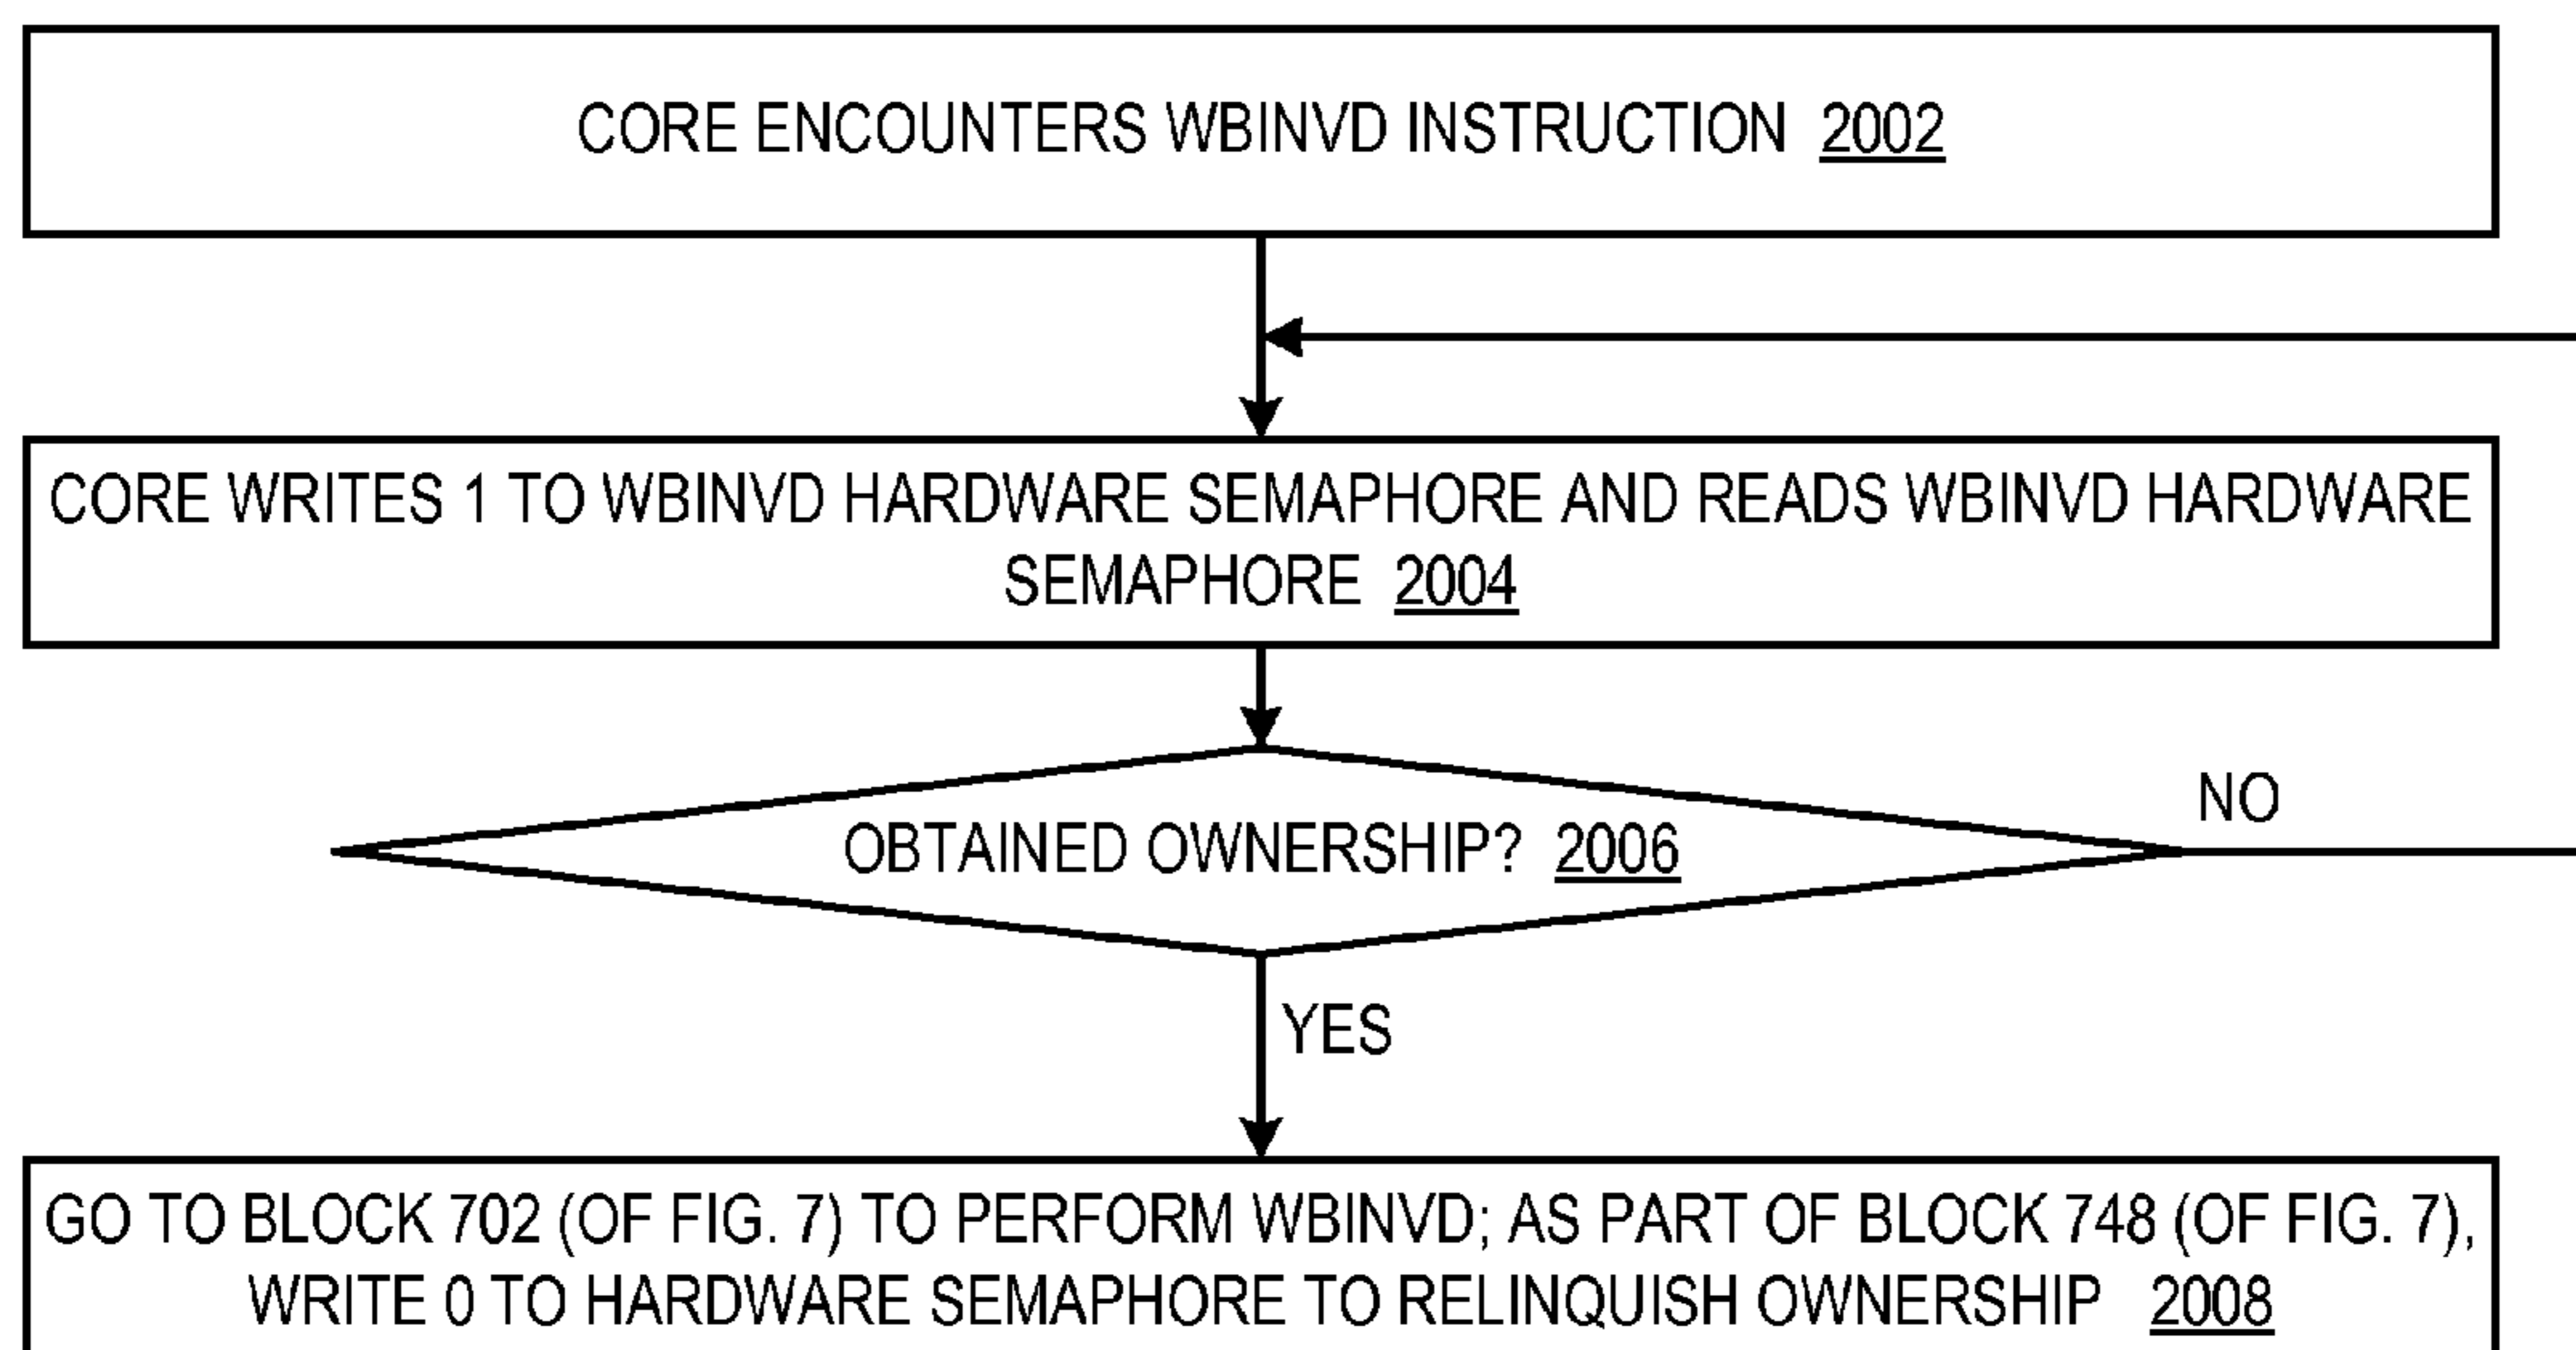 CORE ENCOUNTERS WBINVD INSTRUCTION 2002
CORE WRITES 1 TO WBINVD HARDWARE SEMAPHORE AND READS WBINVD HARDWARE
SEMAPHORE 2004
NO
OBTAINED OWNERSHIP? 2006
YES
GO TO BLOCK 702 (OF FIG. 7) TO PERFORM WBINVD; AS PART OF BLOCK 748 (OF FIG. 7),
WRITE 0 TO HARDWARE SEMAPHORE TO RELINQUISH OWNERSHIP 2008